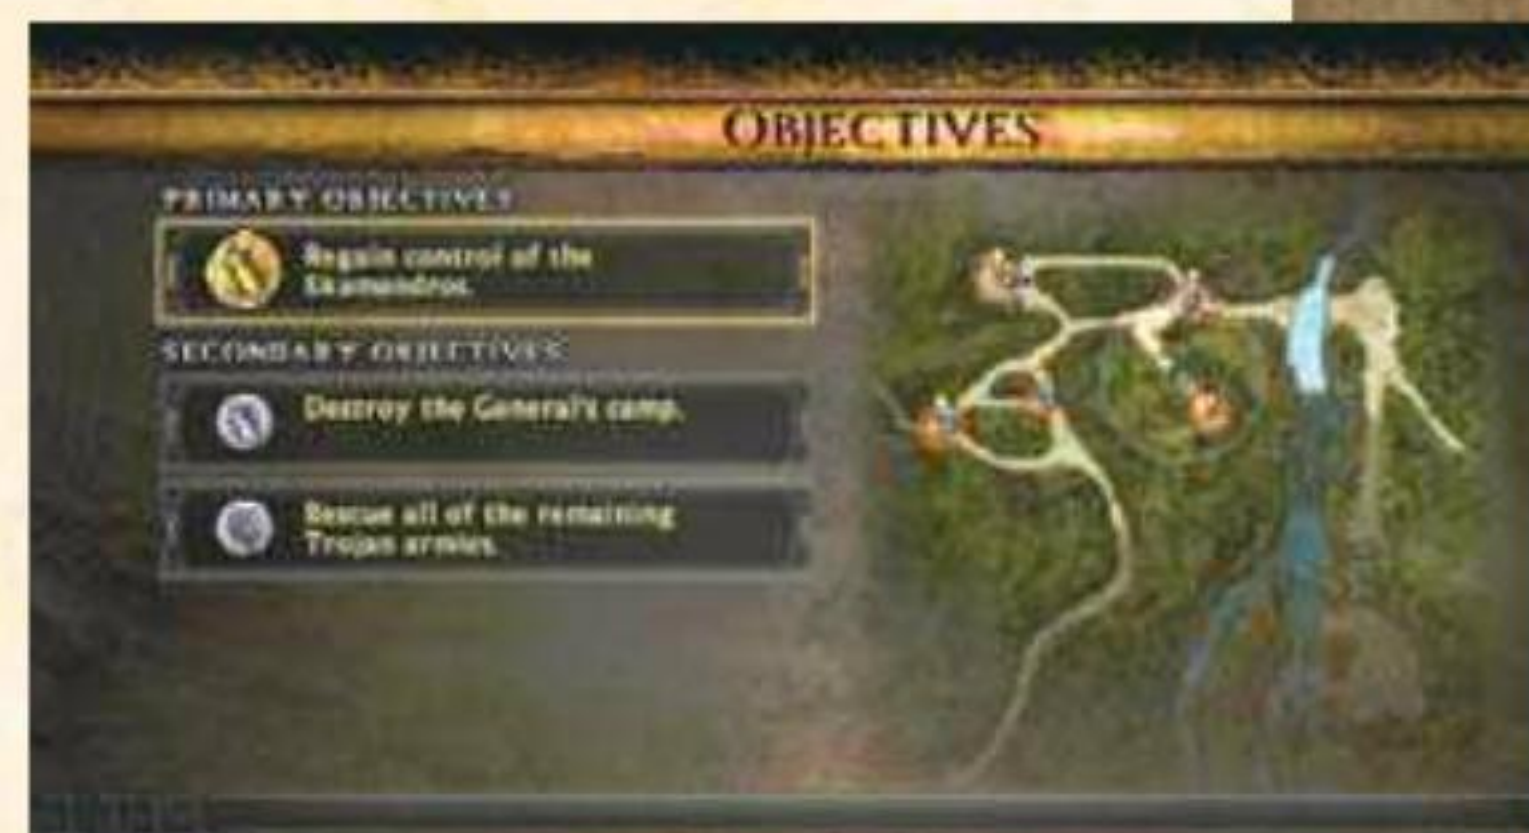 OBJECTIVES
PRIMARY OBJECTIVES
Regain control of the
Skamandros.
SECONDARY OBJECTIVES
Destroy the General's camp.
Rescue all of the remaining
Trojan armies.